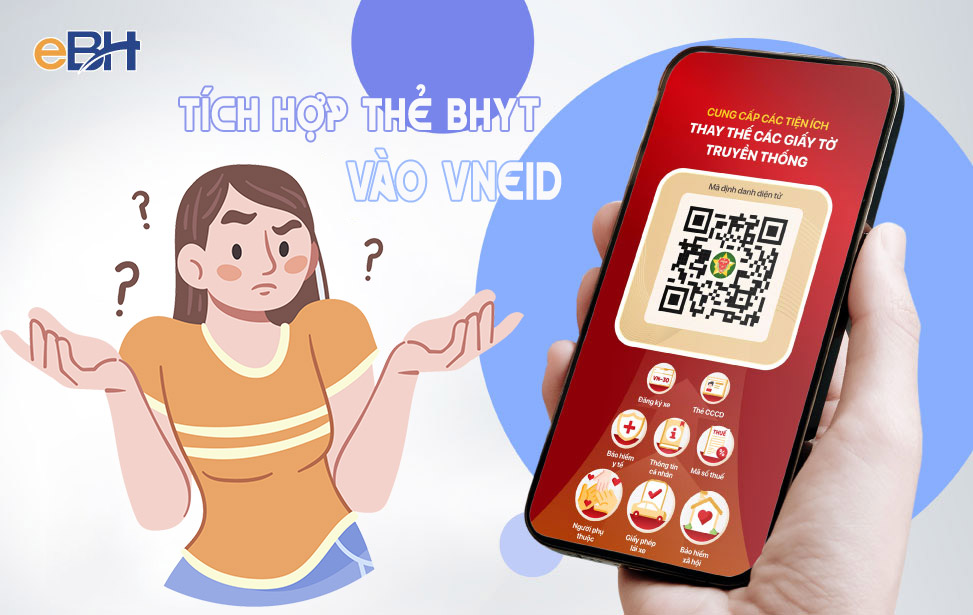 eBH
TÍCH HỢP THẺ BHYT
VÀO VNEID
CUNG CẤP CÁC TIỆN ÍCH
THAY THẾ CÁC GIẤY TỜ
TRUYỀN THỐNG
Mã định danh điện tử
VN-30
Đăng ký xe
Thẻ CCCD
THUẾ
Bảo hiểm
y tế
Thông tin
cá nhân
Mã số thuế
Người phụ
thuộc
Giấy phép
lái xe
Bảo hiểm
xã hội